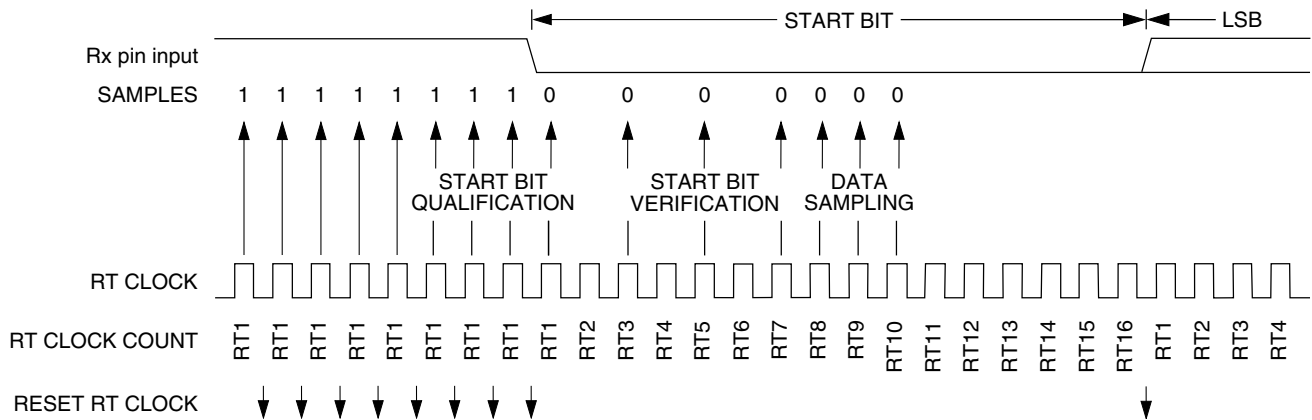 START BIT LSB
Rx pin input
SAMPLES 1 1 1 1 1 1 1 1 0 0 0 0 0 0 0
START BIT QUALIFICATION START BIT VERIFICATION DATA SAMPLING
RT CLOCK
RT CLOCK COUNT RT1 RT1 RT1 RT1 RT1 RT1 RT1 RT1 RT1 RT2 RT3 RT4 RT5 RT6 RT7 RT8 RT9 RT10 RT11 RT12 RT13 RT14 RT15 RT16 RT1 RT2 RT3 RT4
RESET RT CLOCK